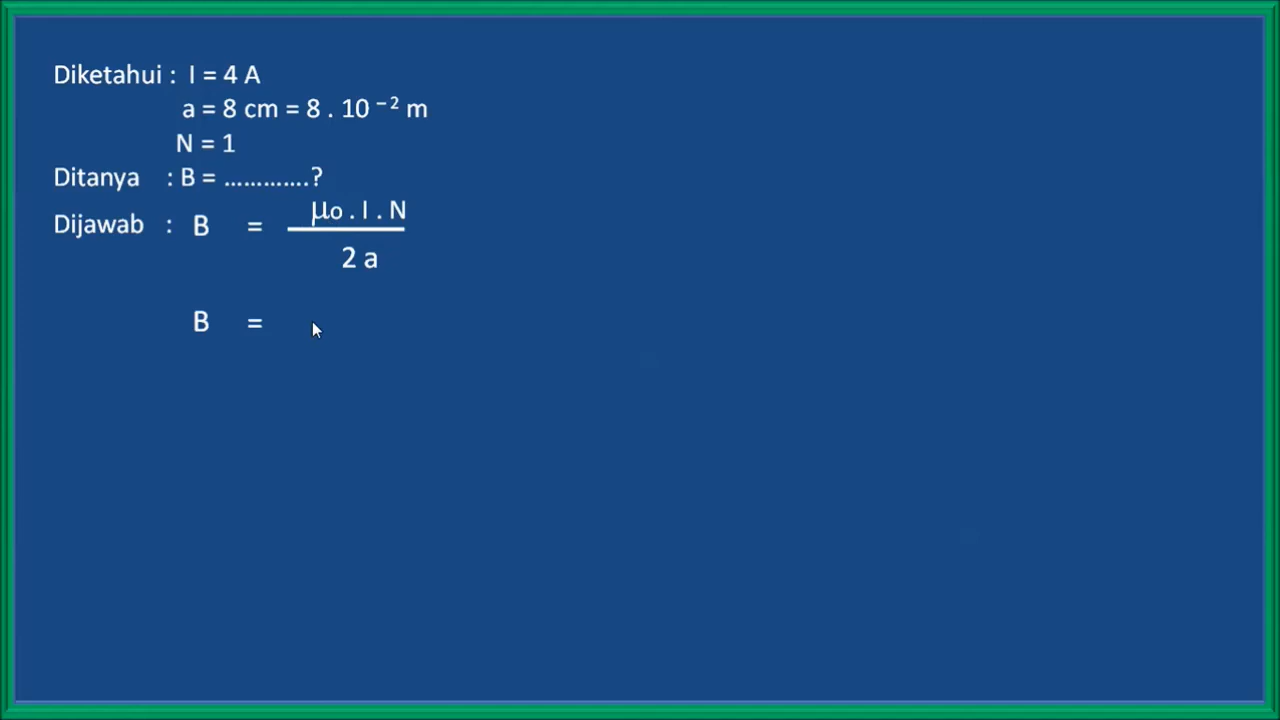 Diketahui : I = 4 A
a = 8 cm = 8 . 10 ⁻² m
N = 1
Ditanya : B = ………….?
Dijawab : B = µo . I . N
2 a
B =